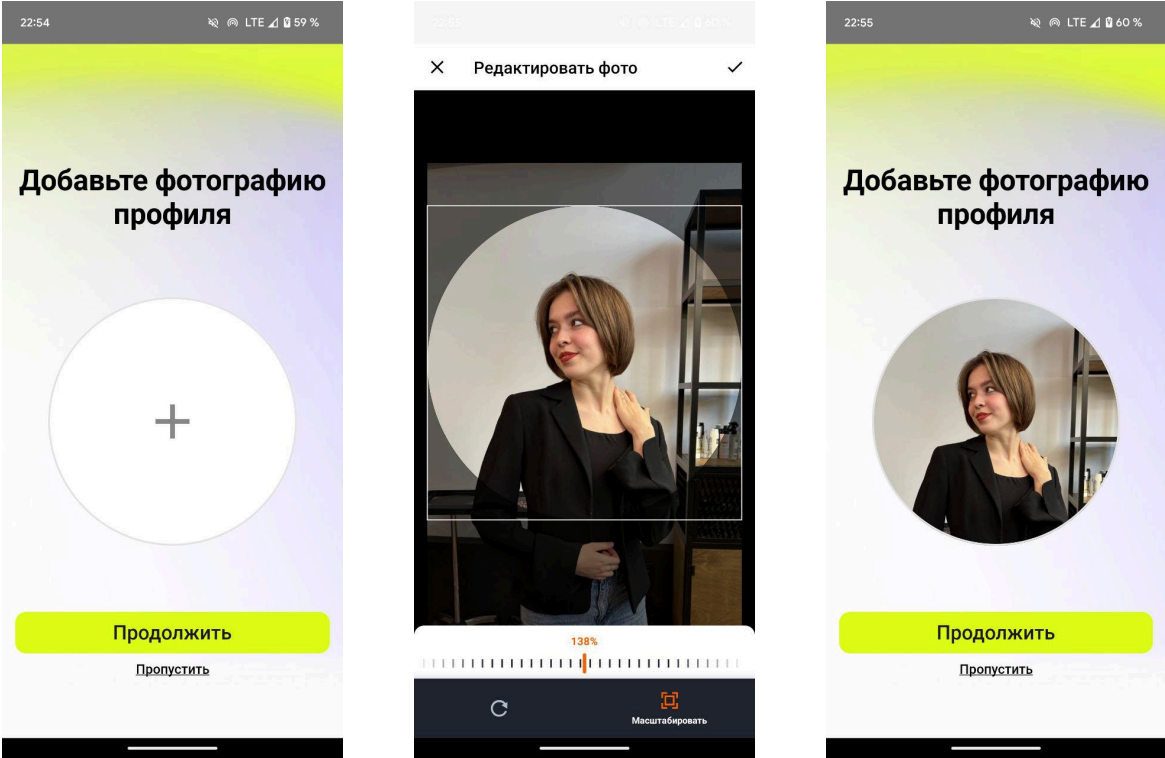 22:54
LTE 59 %
Добавьте фотографию
профиля
Продолжить
Пропустить
Редактировать фото
138%
Масштабировать
22:55
LTE 60 %
Добавьте фотографию
профиля
Продолжить
Пропустить